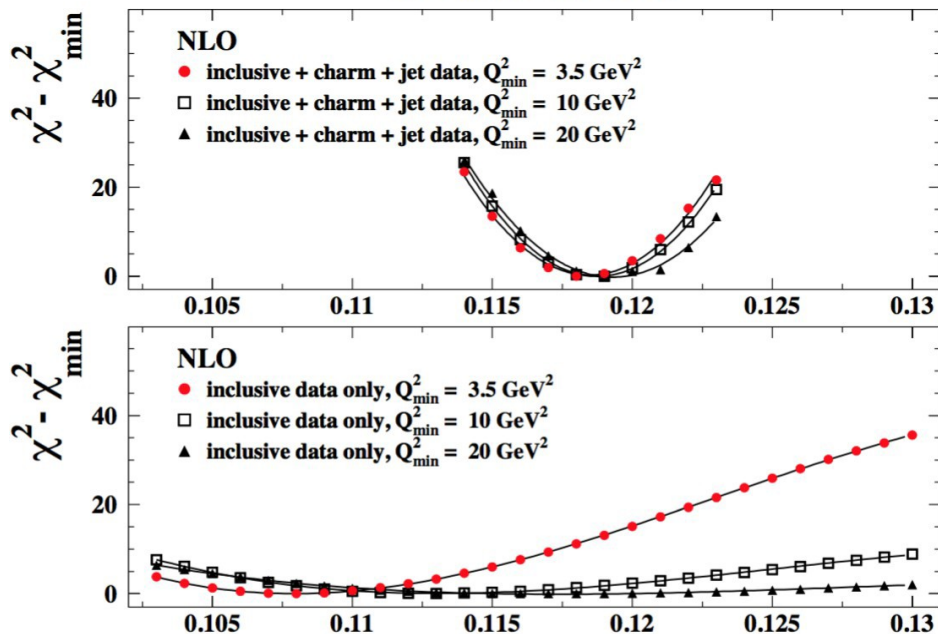 χ² - χ²min
NLO
inclusive + charm + jet data, Q²min = 3.5 GeV²
inclusive + charm + jet data, Q²min = 10 GeV²
inclusive + charm + jet data, Q²min = 20 GeV²
40
20
0
0.105 0.11 0.115 0.12 0.125 0.13
χ² - χ²min
NLO
inclusive data only, Q²min = 3.5 GeV²
inclusive data only, Q²min = 10 GeV²
inclusive data only, Q²min = 20 GeV²
40
20
0
0.105 0.11 0.115 0.12 0.125 0.13